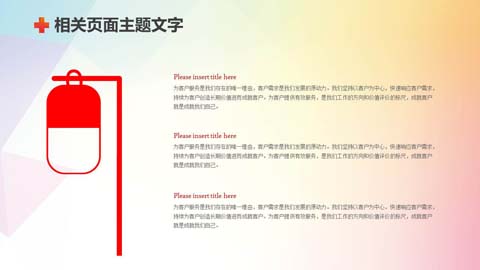 相关页面主题文字
Please insert title here
为客户服务是我们存在的唯一理由，客户需求是我们发展的原动力。我们坚持以客户为中心，快速响应客户需求，
持续为客户创造长期价值进而成就客户。为客户提供有效服务，是我们工作的方向和价值评价的标尺，成就客户
就是成就我们自己。
Please insert title here
为客户服务是我们存在的唯一理由，客户需求是我们发展的原动力。我们坚持以客户为中心，快速响应客户需求，
持续为客户创造长期价值进而成就客户。为客户提供有效服务，是我们工作的方向和价值评价的标尺，成就客户
就是成就我们自己。
Please insert title here
为客户服务是我们存在的唯一理由，客户需求是我们发展的原动力。我们坚持以客户为中心，快速响应客户需求，
持续为客户创造长期价值进而成就客户。为客户提供有效服务，是我们工作的方向和价值评价的标尺，成就客户
就是成就我们自己。